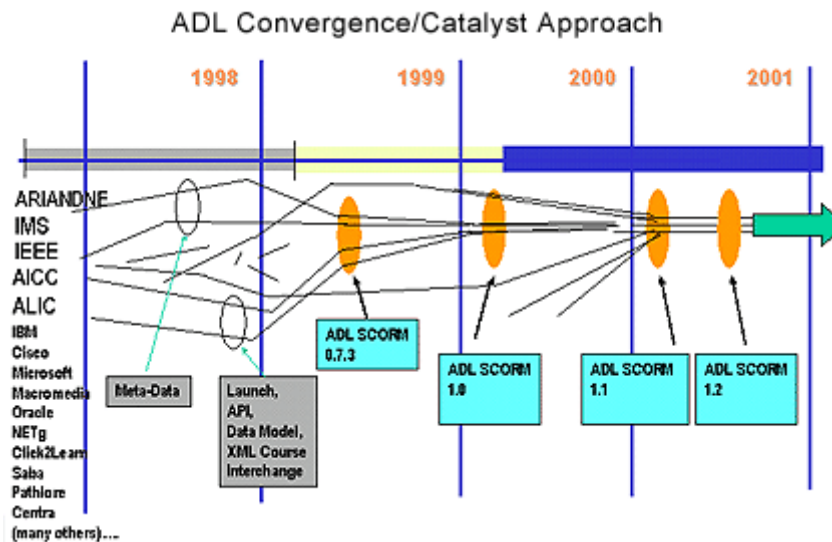 ADL Convergence/Catalyst Approach
1998
1999
2000
2001
ARIANDNE
IMS
IEEE
AICC
ALIC
IBM
Cisco
Microsoft
Macromedia
Oracle
NETg
Click2Learn
Saba
Pathlore
Centra
(many others)....
Meta-Data
Launch,
API,
Data Model,
XML Course
Interchange
ADL SCORM
0.7.3
ADL SCORM
1.0
ADL SCORM
1.1
ADL SCORM
1.2